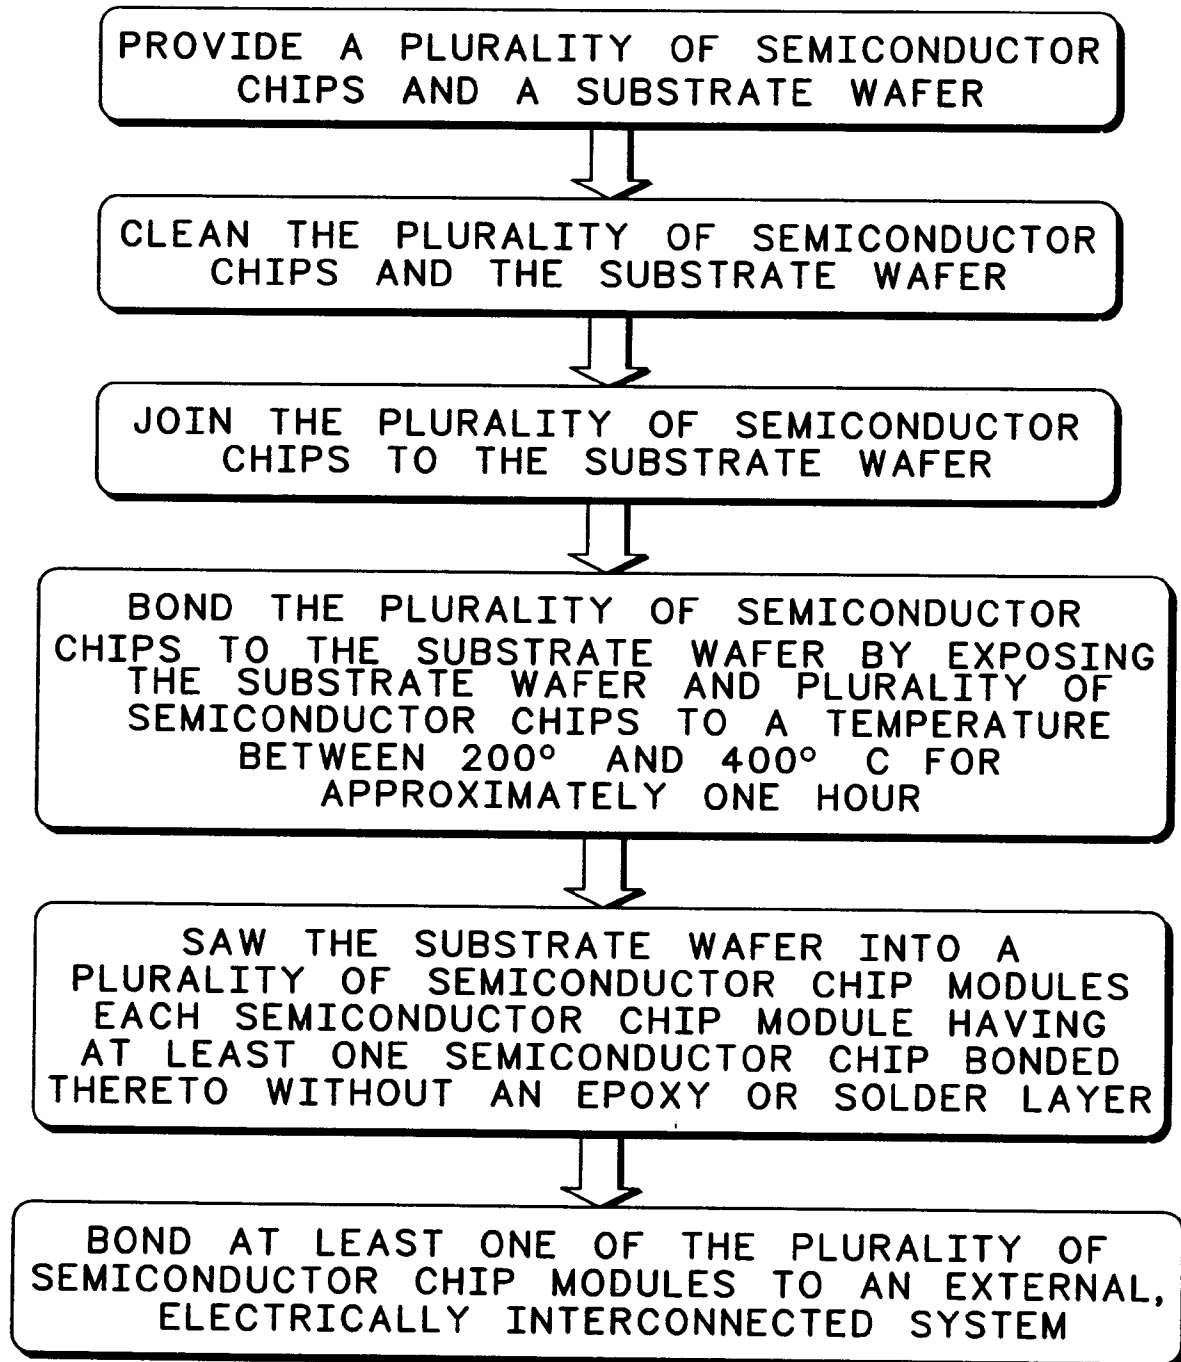 PROVIDE A PLURALITY OF SEMICONDUCTOR
CHIPS AND A SUBSTRATE WAFER
CLEAN THE PLURALITY OF SEMICONDUCTOR
CHIPS AND THE SUBSTRATE WAFER
JOIN THE PLURALITY OF SEMICONDUCTOR
CHIPS TO THE SUBSTRATE WAFER
BOND THE PLURALITY OF SEMICONDUCTOR
CHIPS TO THE SUBSTRATE WAFER BY EXPOSING
THE SUBSTRATE WAFER AND PLURALITY OF
SEMICONDUCTOR CHIPS TO A TEMPERATURE
BETWEEN 200° AND 400° C FOR
APPROXIMATELY ONE HOUR
SAW THE SUBSTRATE WAFER INTO A
PLURALITY OF SEMICONDUCTOR CHIP MODULES
EACH SEMICONDUCTOR CHIP MODULE HAVING
AT LEAST ONE SEMICONDUCTOR CHIP BONDED
THERETO WITHOUT AN EPOXY OR SOLDER LAYER
BOND AT LEAST ONE OF THE PLURALITY OF
SEMICONDUCTOR CHIP MODULES TO AN EXTERNAL,
ELECTRICALLY INTERCONNECTED SYSTEM